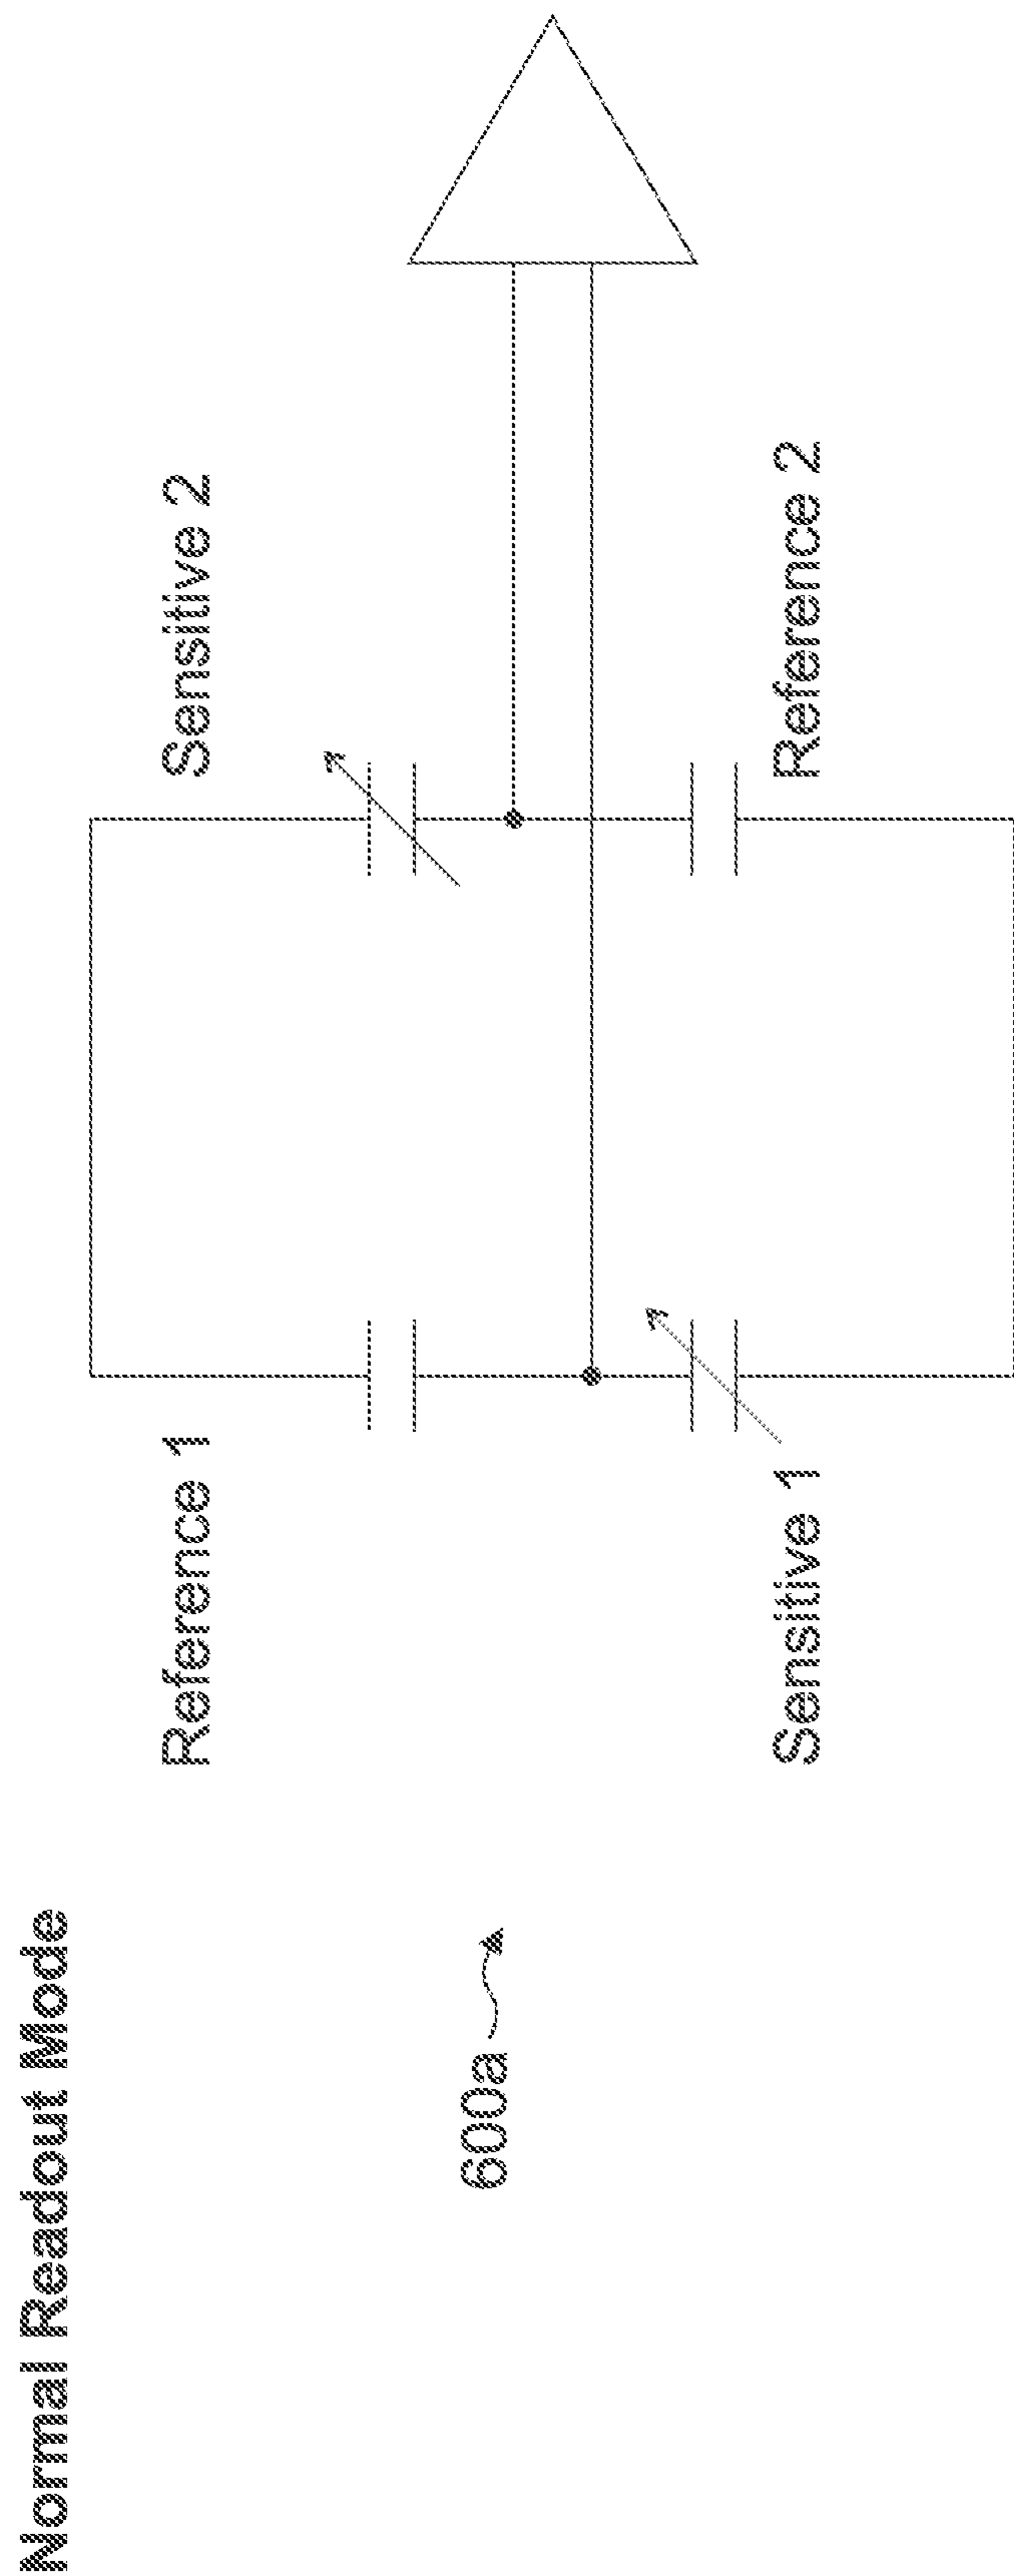 Normal Readout Mode
600a
Reference 1
Sensitive 2
Sensitive 1
Reference 2